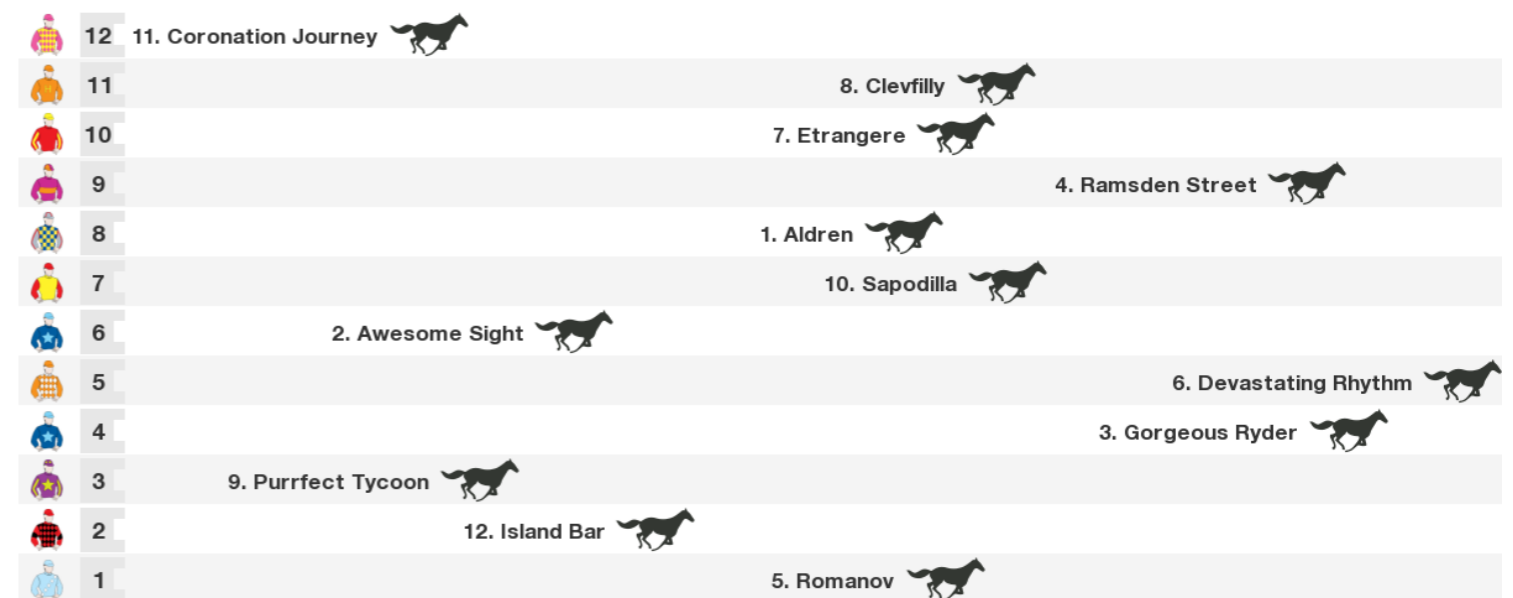 12 11. Coronation Journey
11 8. Clevfilly
10 7. Etrangere
9 4. Ramsden Street
8 1. Aldren
7 10. Sapodilla
6 2. Awesome Sight
5 6. Devastating Rhythm
4 3. Gorgeous Ryder
3 9. Purrfect Tycoon
2 12. Island Bar
1 5. Romanov